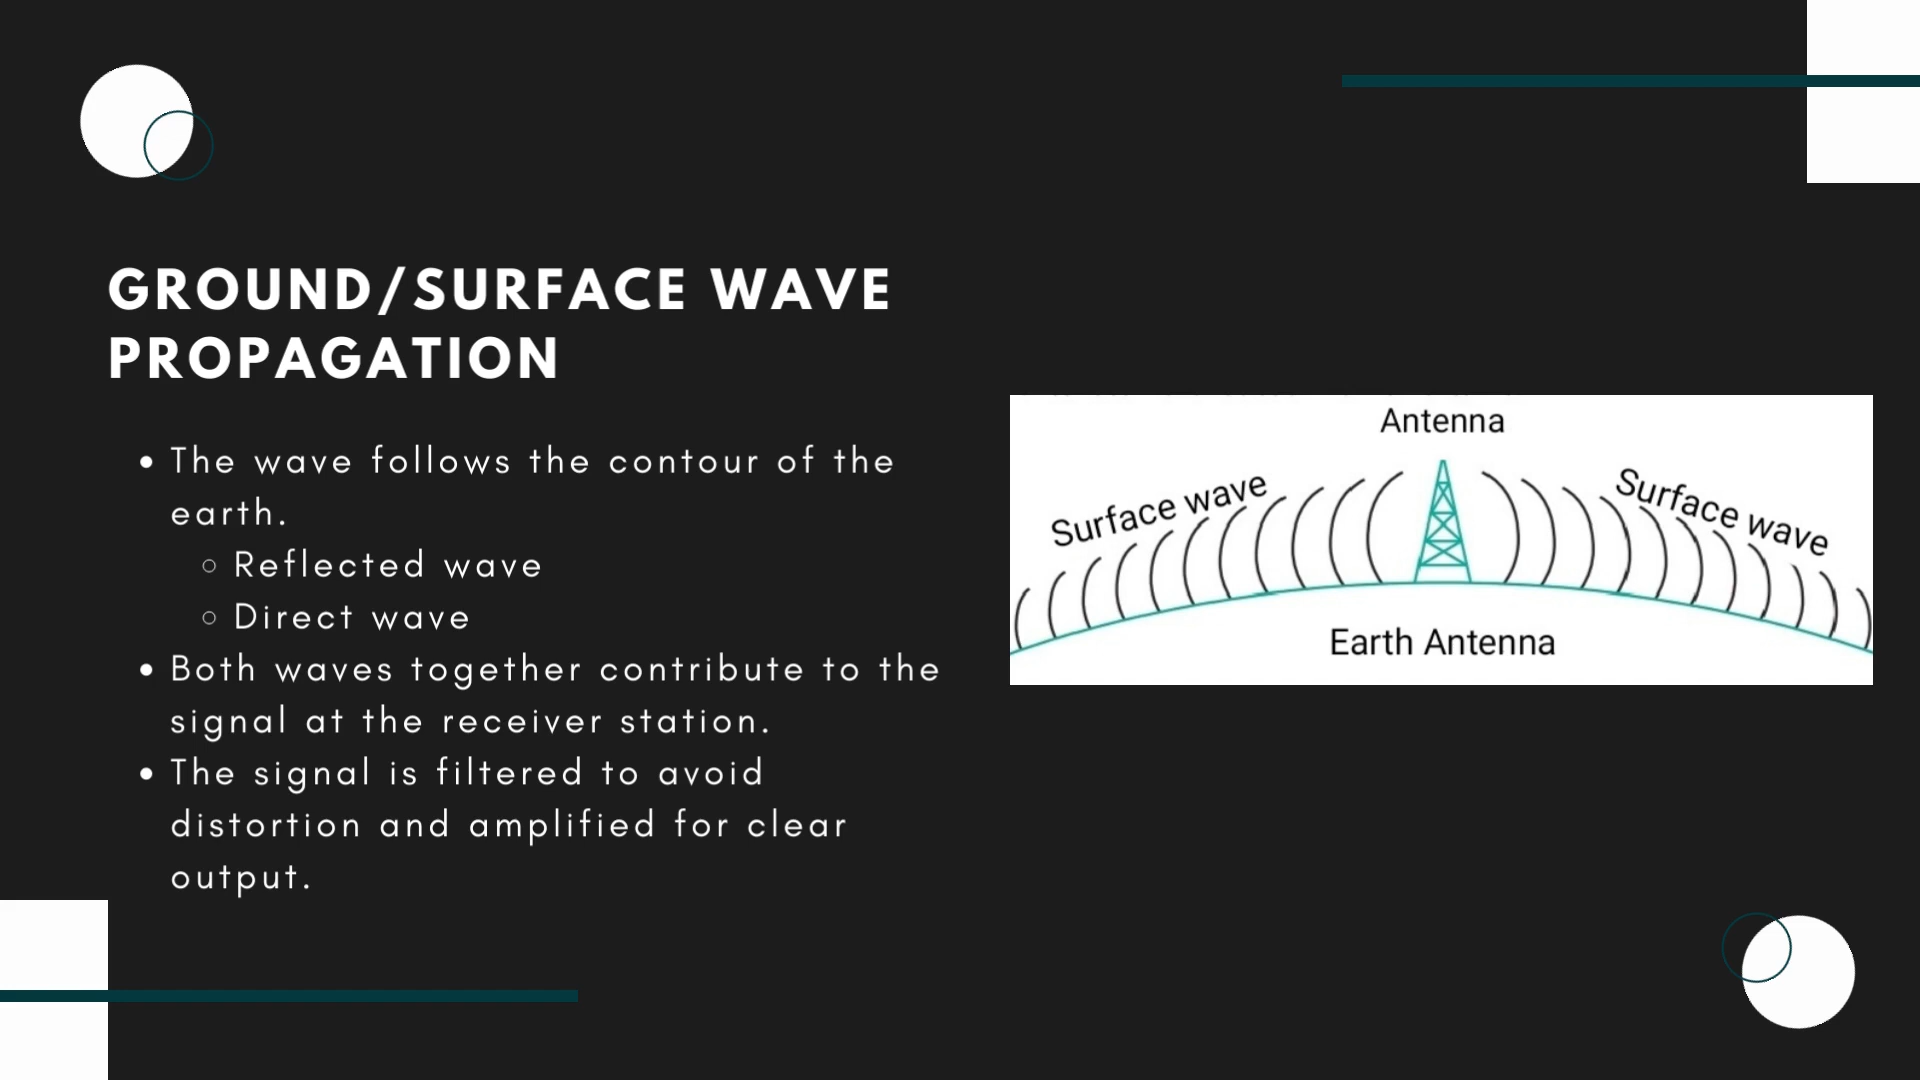 GROUND/SURFACE WAVE
PROPAGATION
• The wave follows the contour of the
earth.
○ Reflected wave
○ Direct wave
• Both waves together contribute to the
signal at the receiver station.
• The signal is filtered to avoid
distortion and amplified for clear
output.
Antenna
Surface wave
Surface wave
Earth Antenna